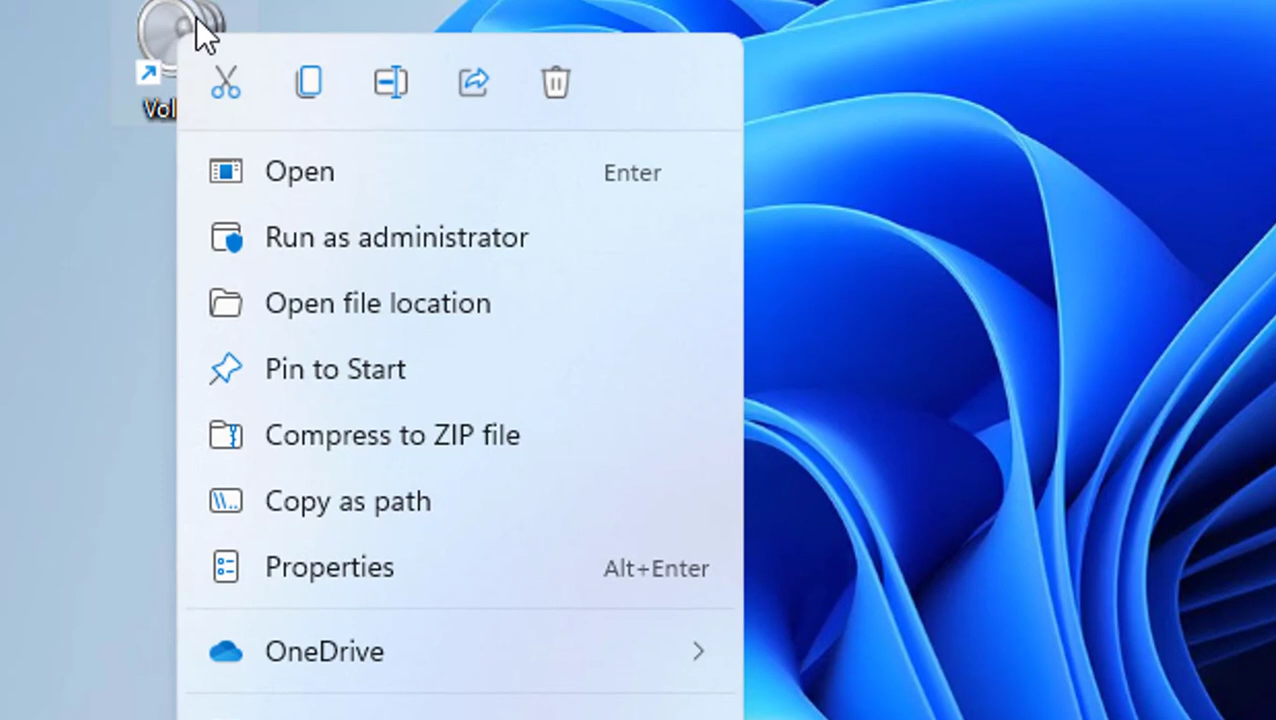 Vol
Open Enter
Run as administrator
Open file location
Pin to Start
Compress to ZIP file
Copy as path
Properties Alt+Enter
OneDrive